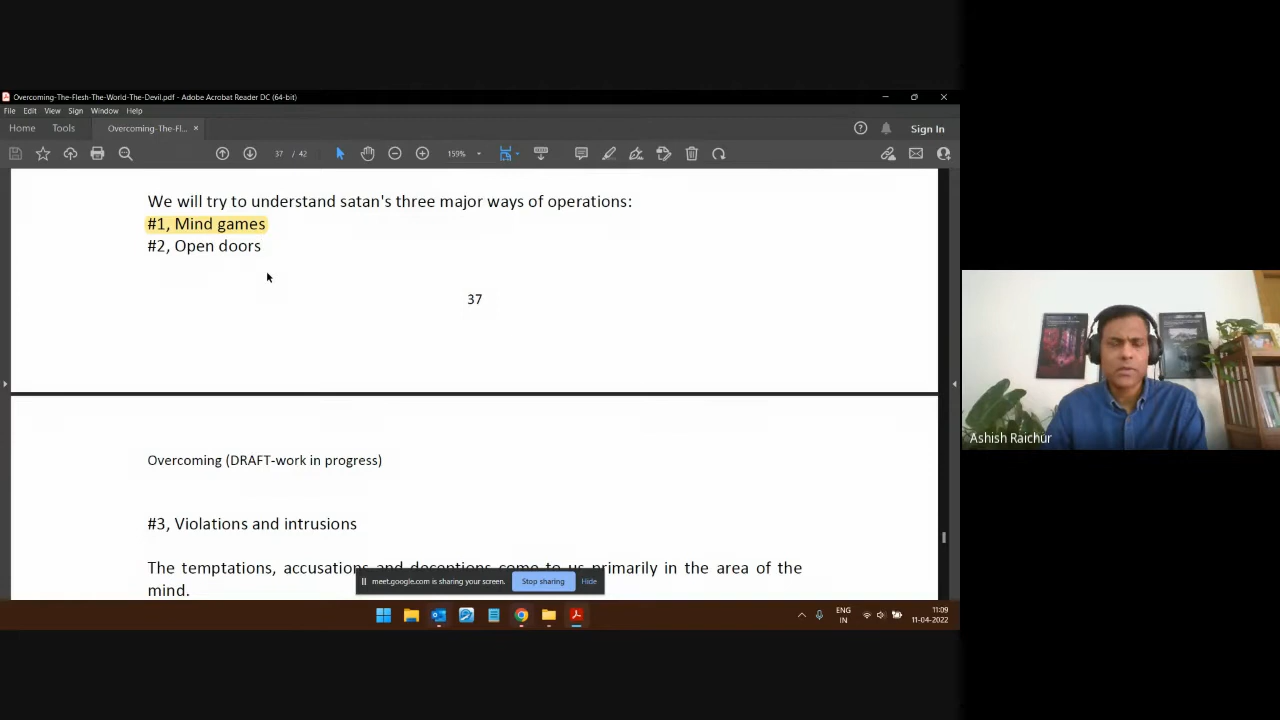 Overcoming-The-Flesh-The-World-The-Devil.pdf - Adobe Acrobat Reader DC (64-bit)
File Edit View Sign Window Help
Home Tools Overcoming-The-Fl... × Sign In
37 / 42 159%
We will try to understand satan's three major ways of operations:
#1, Mind games
#2, Open doors
37
Overcoming (DRAFT-work in progress)
#3, Violations and intrusions
The temptations, accusations and deceptions come to us primarily in the area of the
mind.
meet.google.com is sharing your screen. Stop sharing Hide
ENG
IN
11:09
11-04-2022
Ashish Raichur